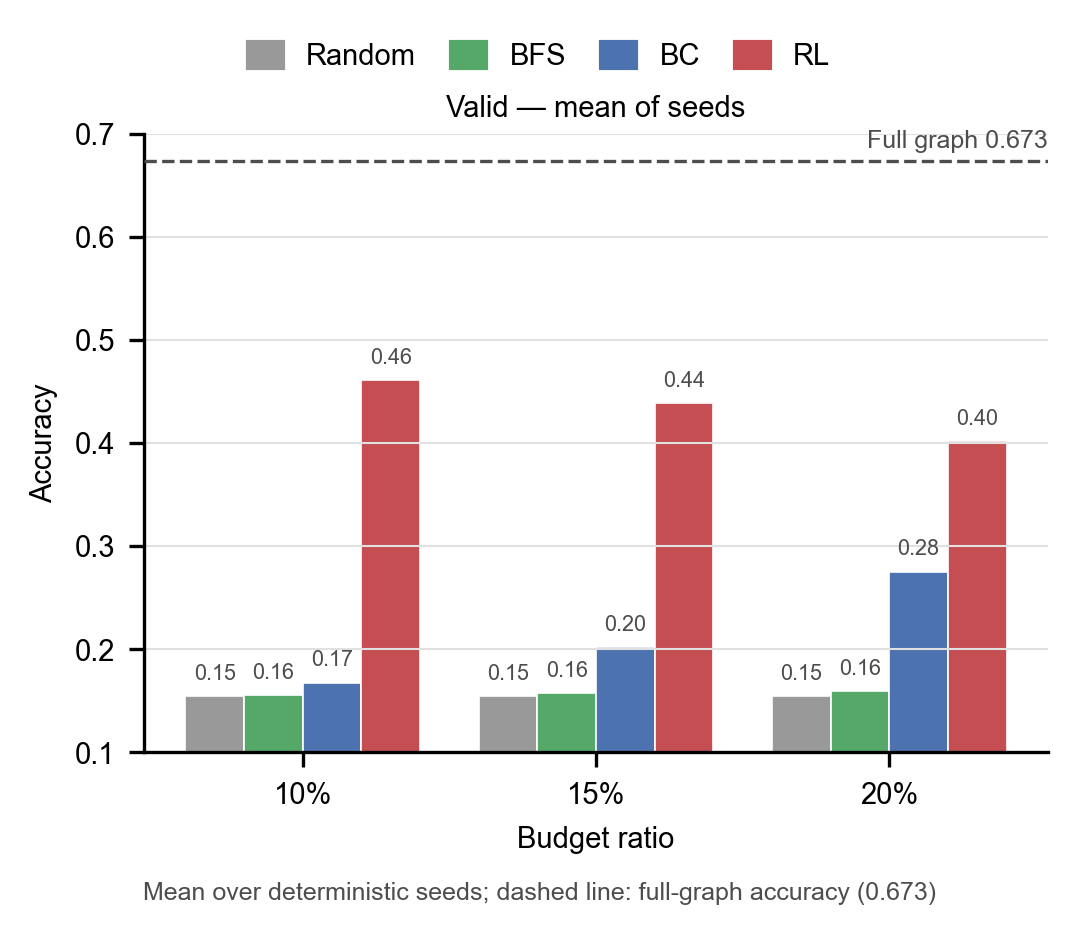 Random BFS BC RL
Valid — mean of seeds
Full graph 0.673
Accuracy
0.7
0.6
0.5
0.4
0.3
0.2
0.1
0.15 0.16 0.17 0.46
0.15 0.16 0.20 0.44
0.15 0.16 0.28 0.40
10% 15% 20%
Budget ratio
Mean over deterministic seeds; dashed line: full-graph accuracy (0.673)